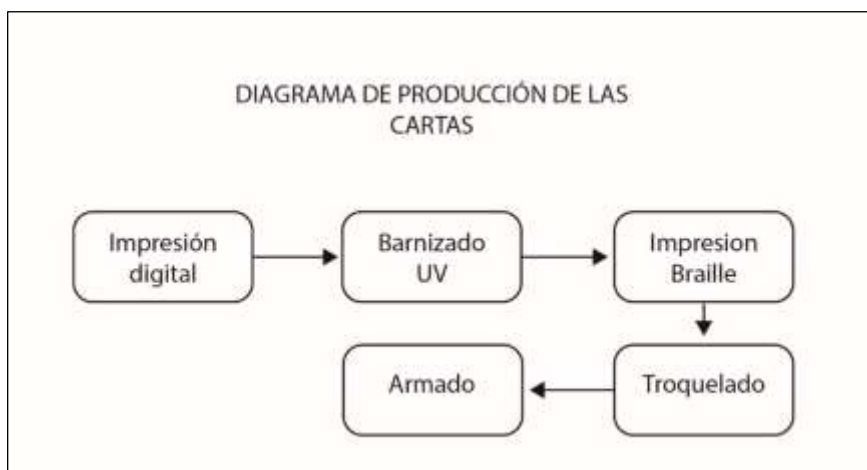 DIAGRAMA DE PRODUCCIÓN DE LAS
CARTAS
Impresión
digital
Barnizado
UV
Impresion
Braille
Troquelado
Armado